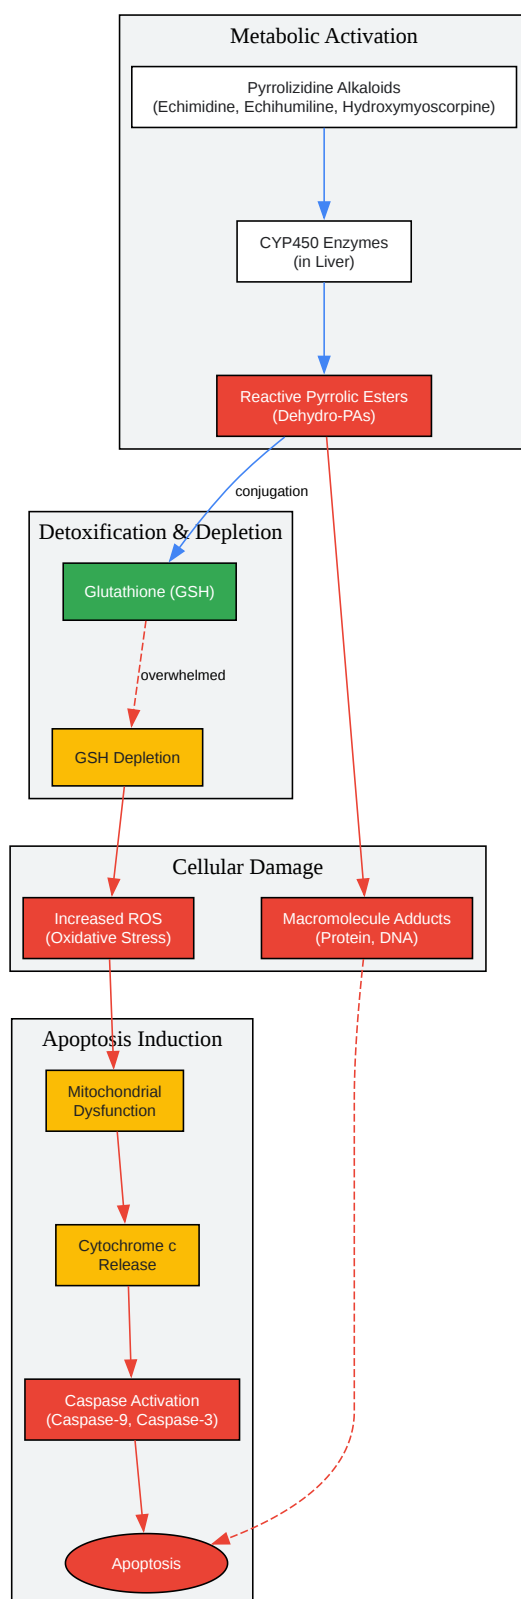 Metabolic Activation
Pyrrolizidine Alkaloids
(Echimidine, Echihumiline, Hydroxymyoscorpine)
CYP450 Enzymes
(in Liver)
Reactive Pyrrolic Esters
(Dehydro-PAs)
conjugation
Detoxification & Depletion
Glutathione (GSH)
overwhelmed
GSH Depletion
Cellular Damage
Increased ROS
(Oxidative Stress)
Macromolecule Adducts
(Protein, DNA)
Apoptosis Induction
Mitochondrial
Dysfunction
Cytochrome c
Release
Caspase Activation
(Caspase-9, Caspase-3)
Apoptosis